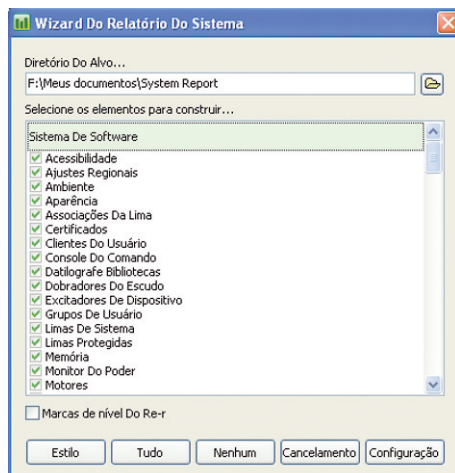 Wizard Do Relatório Do Sistema
Diretório Do Alvo...
F:\Meus documentos\System Report
Selecione os elementos para construir...
Sistema De Software
Acessibilidade
Ajustes Regionais
Ambiente
Aparência
Associações Da Lima
Certificados
Clientes Do Usuário
Console Do Comando
Datilografe Bibliotecas
Dobradores Do Escudo
Excitadores De Dispositivo
Grupos De Usuário
Limas De Sistema
Limas Protegidas
Memória
Monitor Do Poder
Motores
Marcas de nível Do Re-r
Estilo Tudo Nenhum Cancelamento Configuração